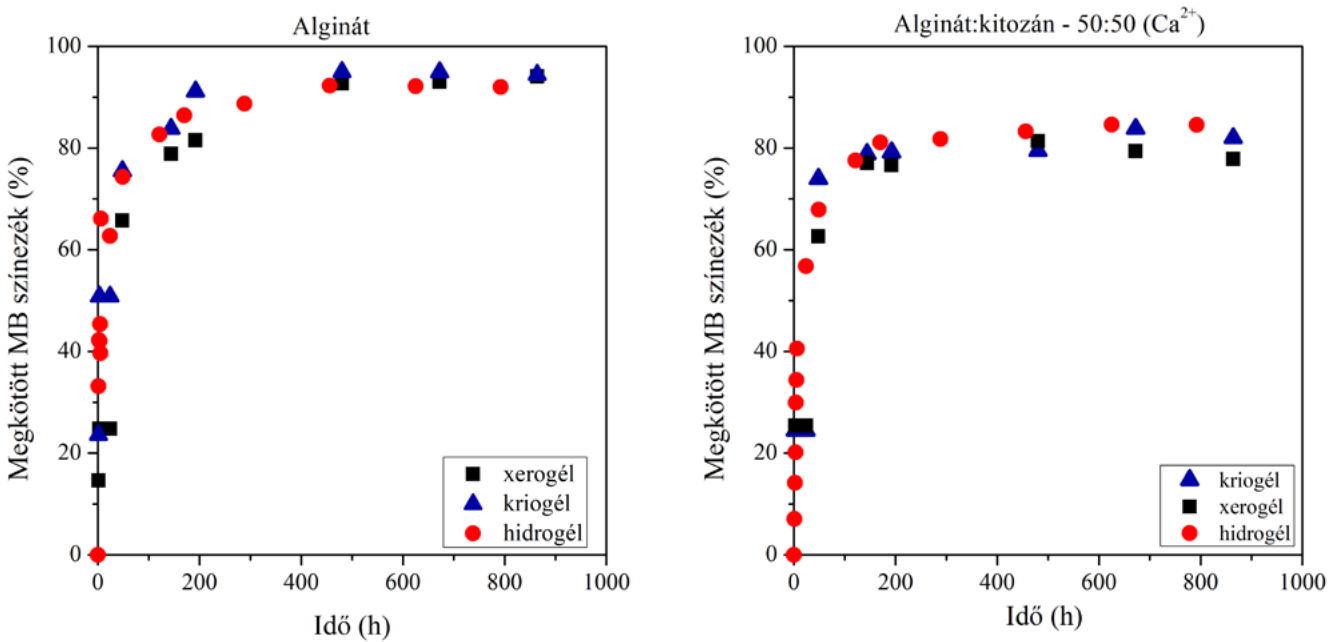 Alginát
100
80
60
40
20
0
Megkötött MB színezék (%)
xerogél
kriogél
hidrogél
0 200 400 600 800 1000
Idő (h)
Alginát:kitozán - 50:50 (Ca²⁺)
100
80
60
40
20
0
Megkötött MB színezék (%)
kriogél
xerogél
hidrogél
0 200 400 600 800 1000
Idő (h)